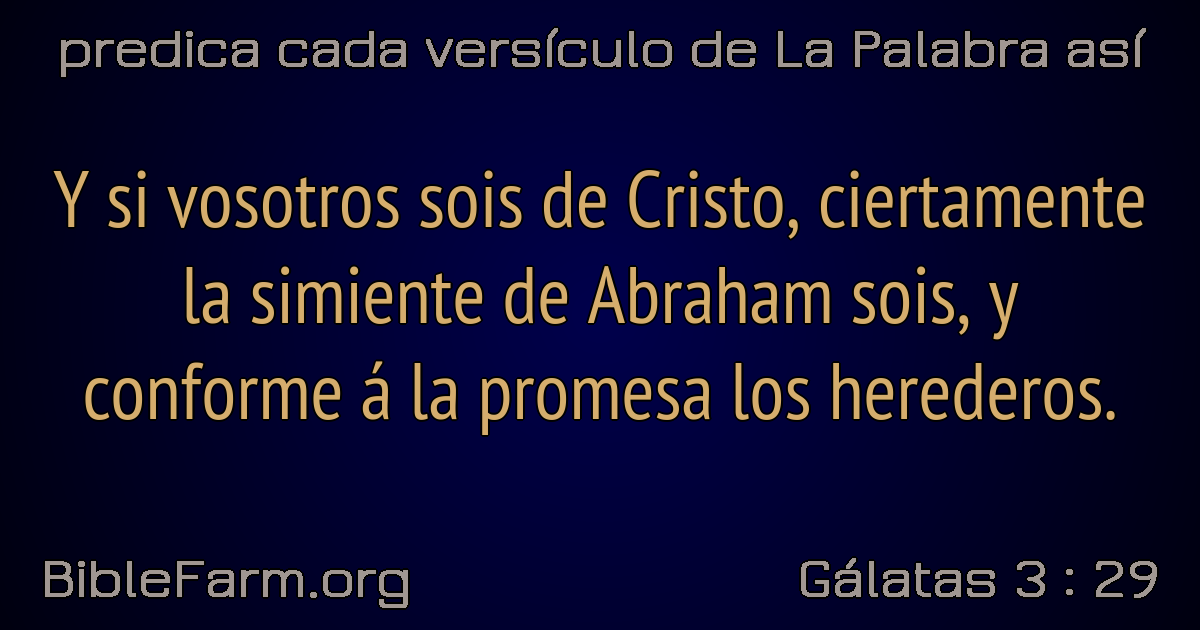 predica cada versículo de La Palabra así
Y si vosotros sois de Cristo, ciertamente
la simiente de Abraham sois, y
conforme á la promesa los herederos.
BibleFarm.org
Gálatas 3 : 29